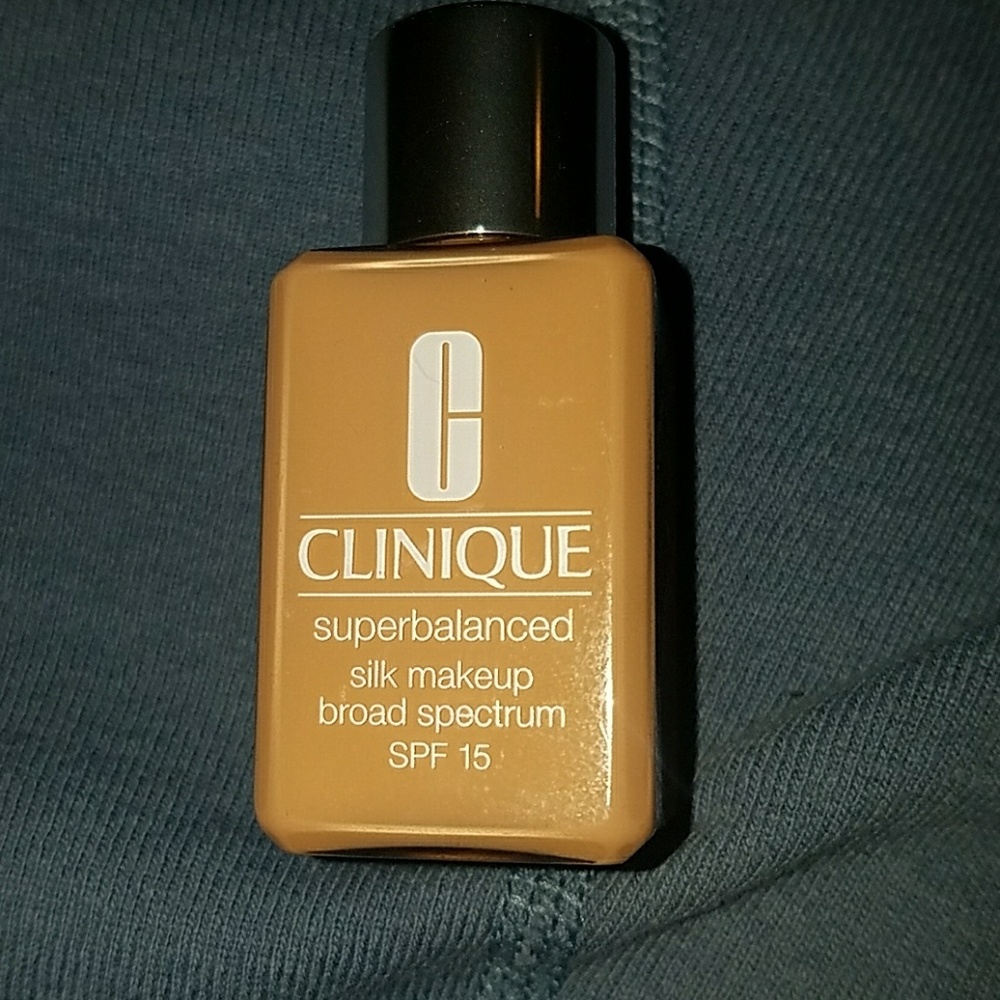 C
CLINIQUE
superbalanced
silk makeup
broad spectrum
SPF 15